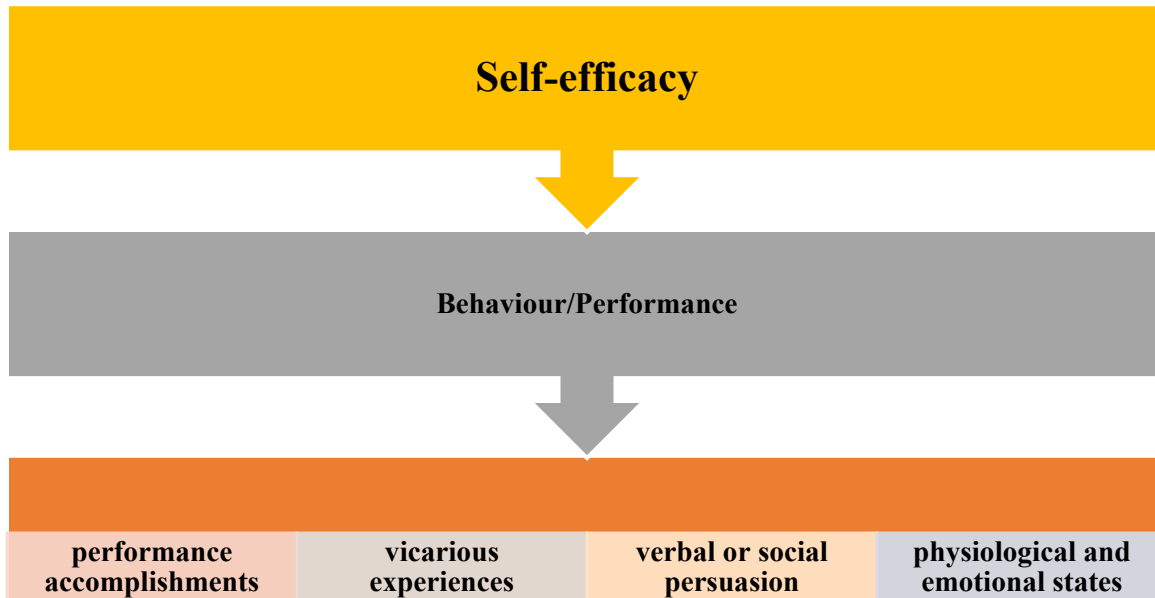 Self-efficacy
Behaviour/Performance
performance
accomplishments
vicarious
experiences
verbal or social
persuasion
physiological and
emotional states